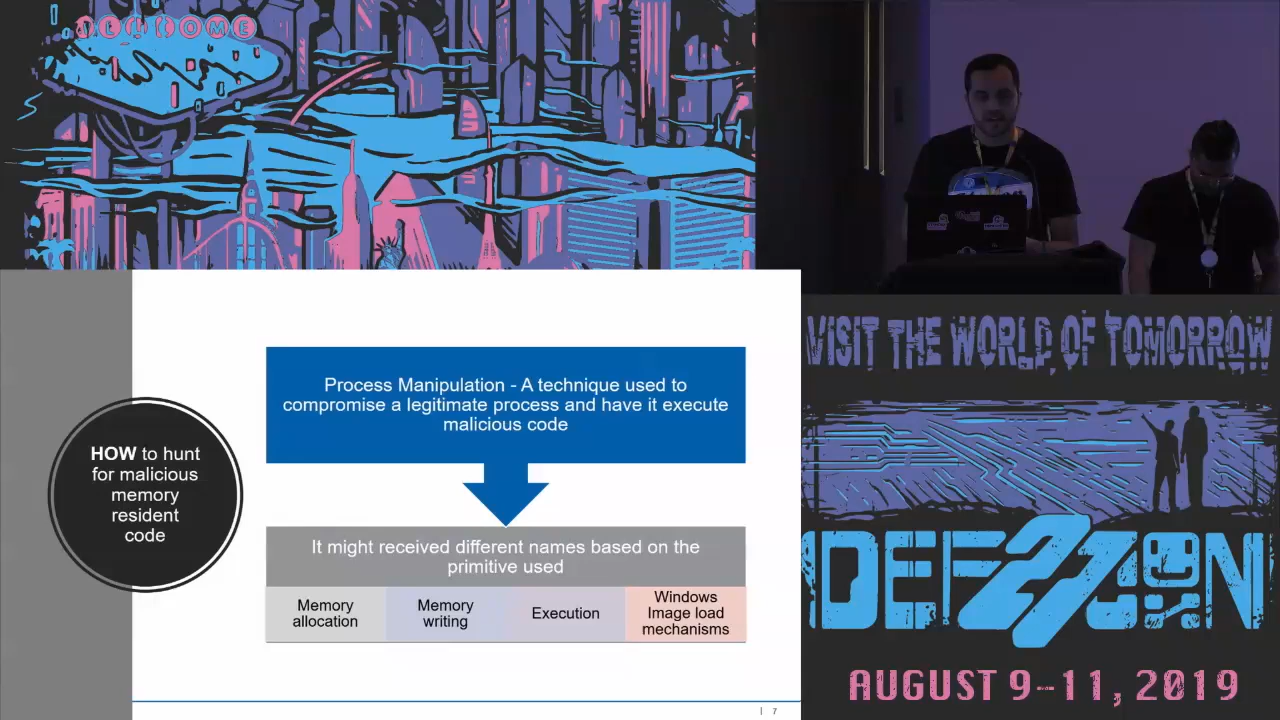 WELCOME
HOW to hunt
for malicious
memory
resident
code
Process Manipulation - A technique used to
compromise a legitimate process and have it execute
malicious code
It might received different names based on the
primitive used
Memory
allocation
Memory
writing
Execution
Windows
Image load
mechanisms
| 7
VISIT THE WORLD OF TOMORROW
DEF 27 CON
AUGUST 9-11, 2019